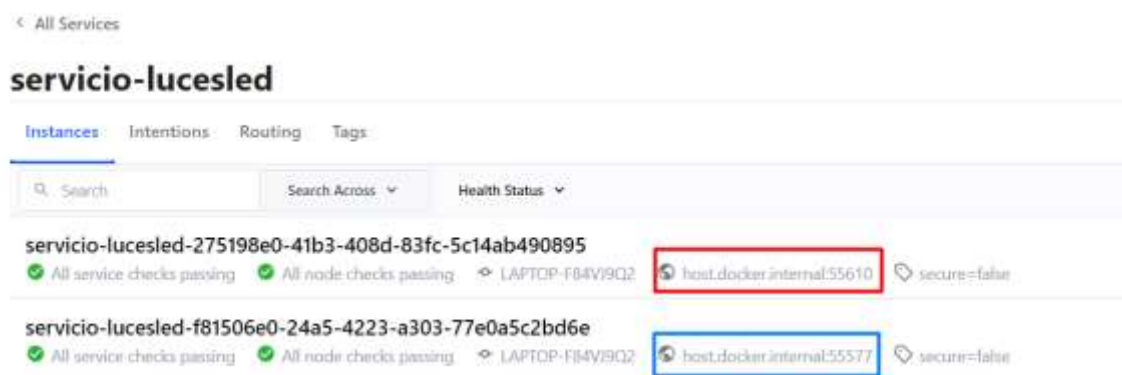 All Services
servicio-lucesled
Instances Intentions Routing Tags
Search Search Across Health Status
servicio-lucesled-275198e0-41b3-408d-83fc-5c14ab490895
All service checks passing All node checks passing LAPTOP-F84VJ9Q2 host.docker.internal:55610 secure=false
servicio-lucesled-f81506e0-24a5-4223-a303-77e0a5c2bd6e
All service checks passing All node checks passing LAPTOP-F84VJ9Q2 host.docker.internal:55577 secure=false